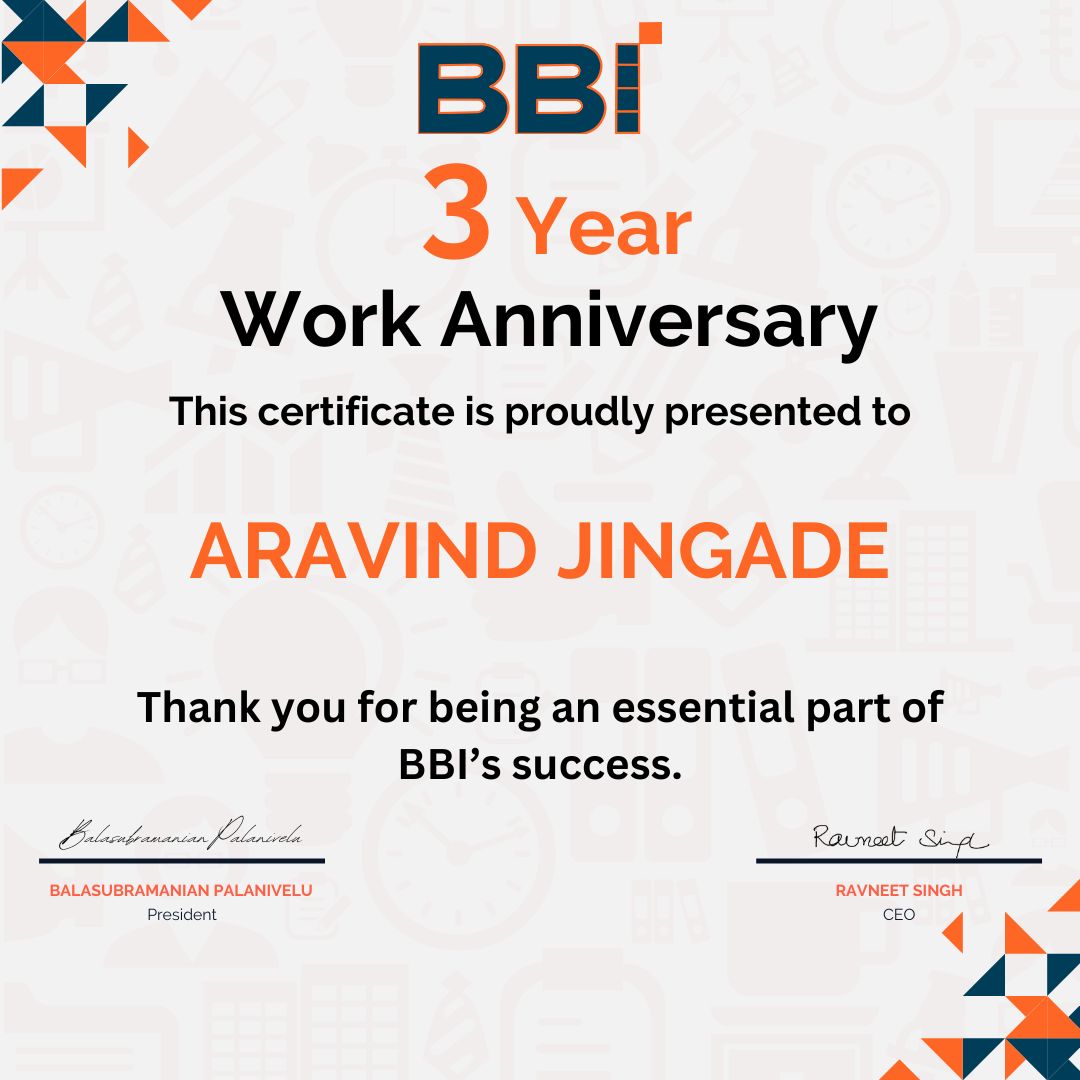 BBI
3 Year
Work Anniversary
This certificate is proudly presented to
ARAVIND JINGADE
Thank you for being an essential part of
BBI’s success.
Balasubramanian Palanivelu
Ravneet Singh
BALASUBRAMANIAN PALANIVELU
RAVNEET SINGH
President
CEO